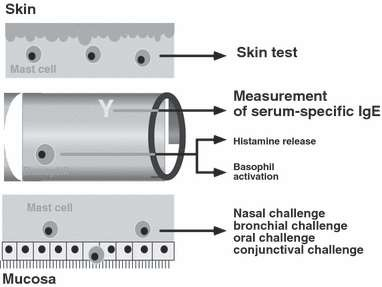 Skin
Mast cell
Skin test
Y
Measurement
of serum-specific IgE
Histamine release
Basophil
activation
Mast cell
Nasal challenge
bronchial challenge
oral challenge
conjunctival challenge
Mucosa